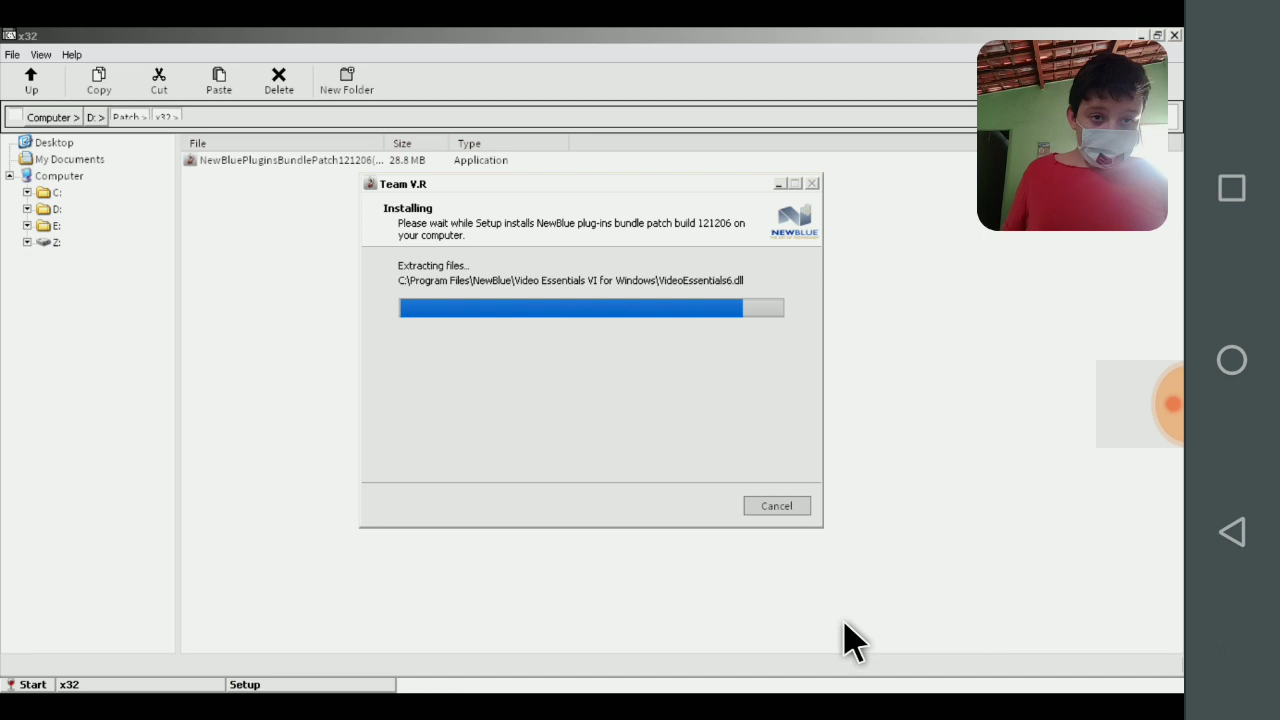 x32
File View Help
Up Copy Cut Paste Delete New Folder
Computer > D: > Patch > x32 >
Desktop
My Documents
Computer
C:
D:
E:
Z:
File Size Type
NewBluePluginsBundlePatch121206(... 28.8 MB Application
Team V.R
Installing
Please wait while Setup installs NewBlue plug-ins bundle patch build 121206 on
your computer.
NEWBLUE
Extracting files...
C:\Program Files\NewBlue\Video Essentials VI for Windows\VideoEssentials6.dll
Cancel
Start x32 Setup